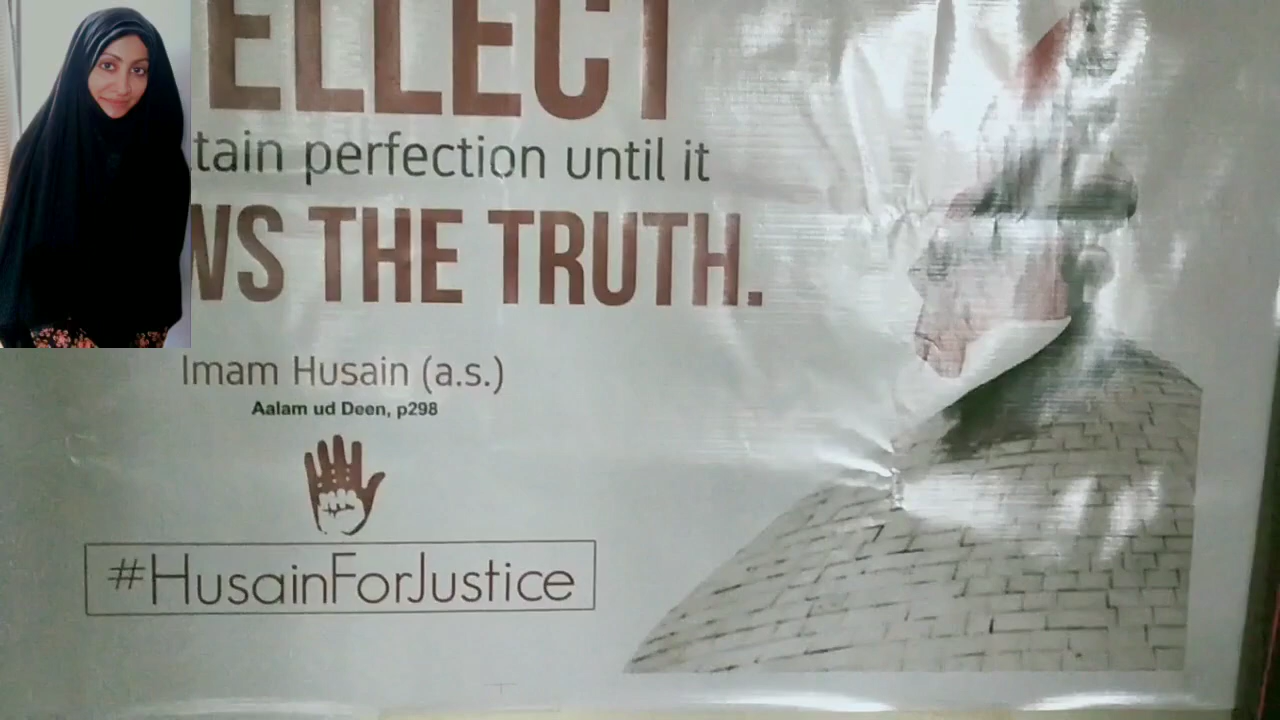 ELLECT
tain perfection until it
WS THE TRUTH.
Imam Husain (a.s.)
Aalam ud Deen, p298
#HusainForJustice